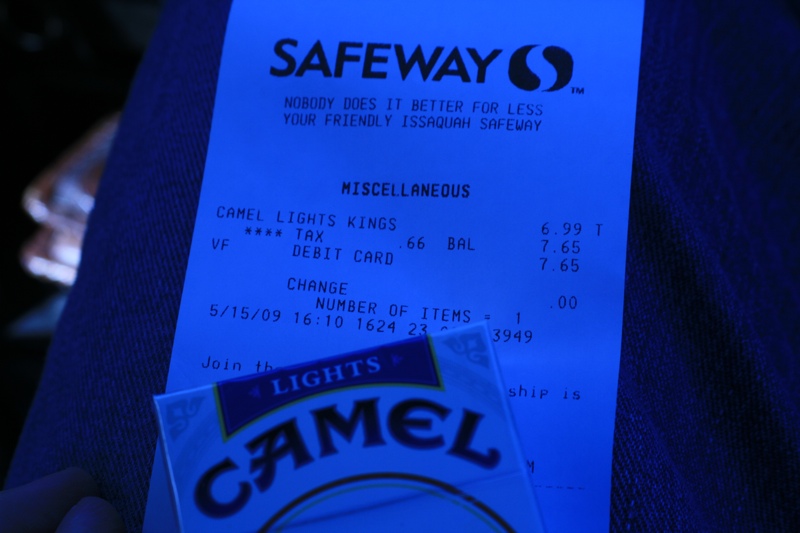 SAFEWAY
TM
NOBODY DOES IT BETTER FOR LESS
YOUR FRIENDLY ISSAQUAH SAFEWAY
MISCELLANEOUS
CAMEL LIGHTS KINGS 6.99 T
**** TAX .66 BAL 7.65
VF DEBIT CARD 7.65
CHANGE .00
NUMBER OF ITEMS = 1
5/15/09 16:10 1624 23 3949
Join
ship is
LIGHTS
CAMEL